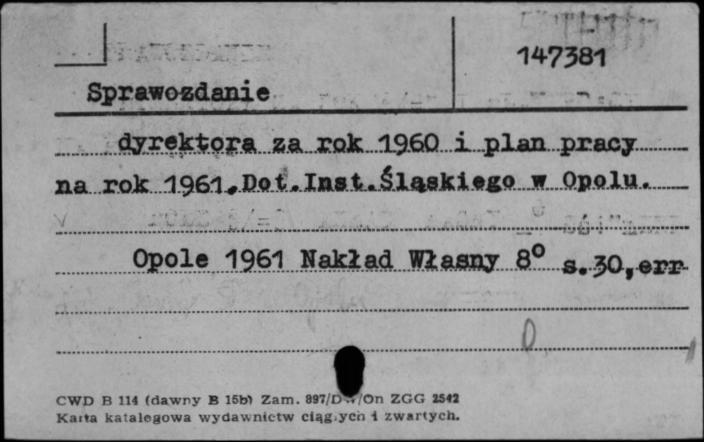 147381
Sprawozdanie
dyrektora za rok 1960 i plan pracy
na rok 1961.Dot.Inst.Śląskiego w Opolu.
Opole 1961 Nakład Własny 8° s.30,err
CWD B 114 (dawny B 15b) Zam. 897/D /On ZGG 2542
Karta katalogowa wydawnictw ciągłych i zwartych.